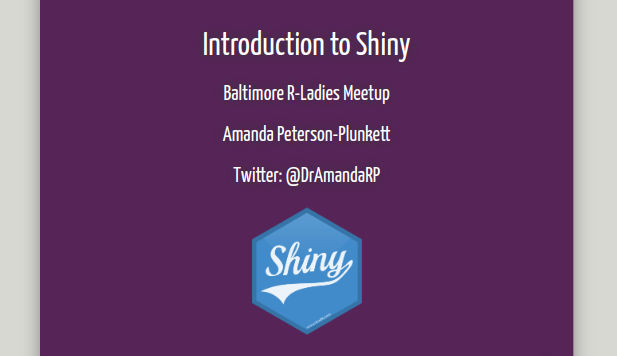 Introduction to Shiny
Baltimore R-Ladies Meetup
Amanda Peterson-Plunkett
Twitter: @DrAmandaRP
Shiny